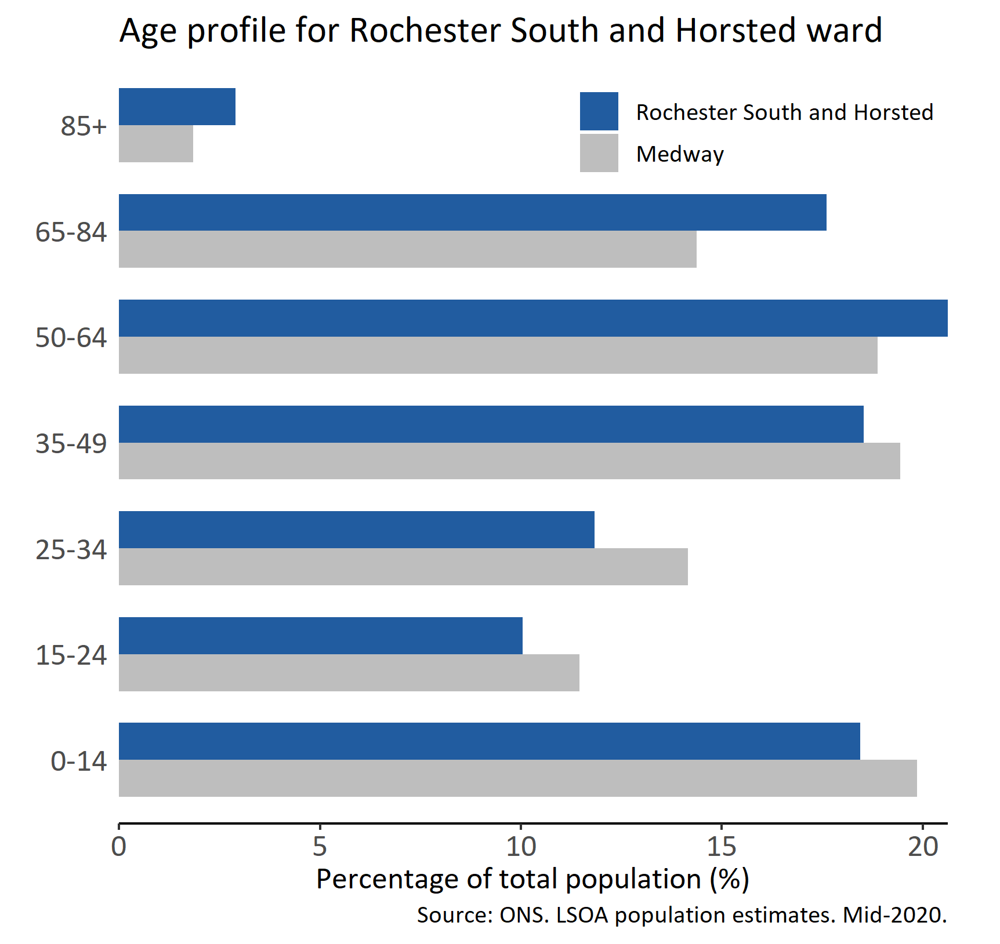 Age profile for Rochester South and Horsted ward
Rochester South and Horsted
Medway
85+
65-84
50-64
35-49
25-34
15-24
0-14
0 5 10 15 20
Percentage of total population (%)
Source: ONS. LSOA population estimates. Mid-2020.